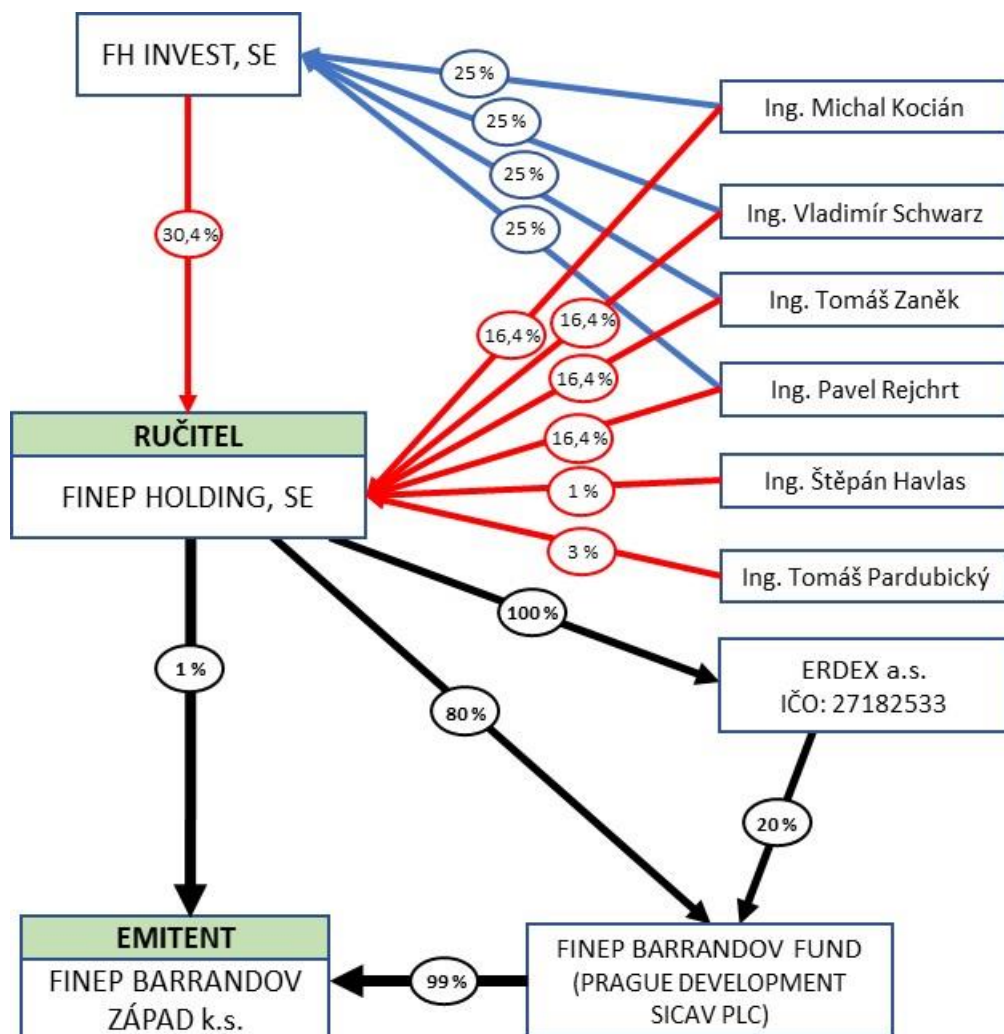 FH INVEST, SE
25 %
Ing. Michal Kocián
25 %
25 %
Ing. Vladimír Schwarz
25 %
30,4 %
Ing. Tomáš Zaněk
16,4 %
16,4 %
16,4 %
Ing. Pavel Rejchrt
RUČITEL
16,4 %
FINEP HOLDING, SE
1 %
Ing. Štěpán Havlas
3 %
Ing. Tomáš Pardubický
100 %
1 %
ERDEX a.s.
IČO: 27182533
80 %
20 %
EMITENT
FINEP BARRANDOV
ZÁPAD k.s.
99 %
FINEP BARRANDOV FUND
(PRAGUE DEVELOPMENT
SICAV PLC)